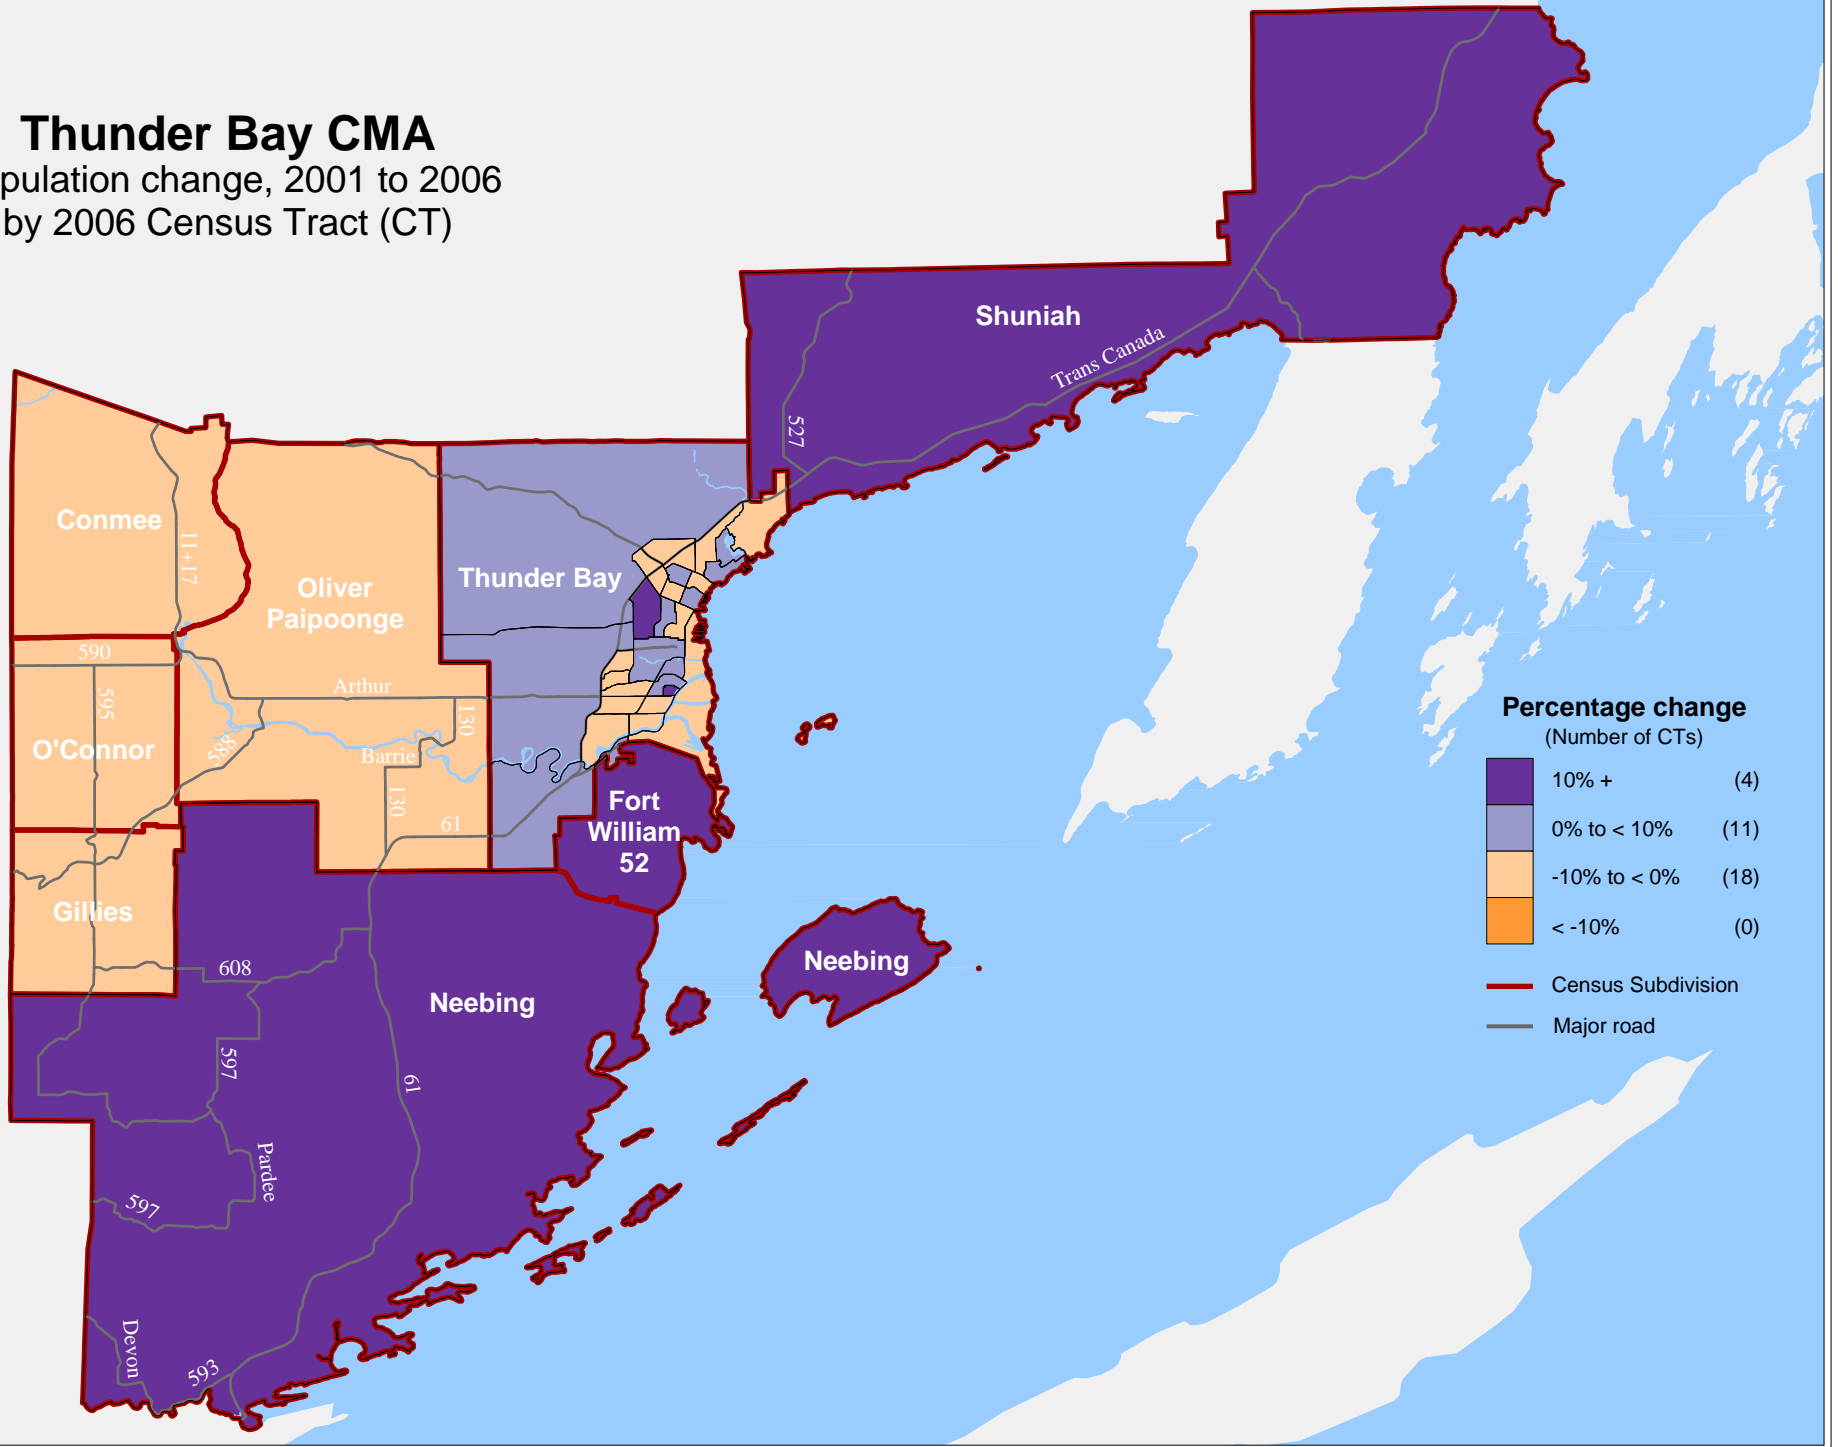 Thunder Bay CMA
pulation change, 2001 to 2006
by 2006 Census Tract (CT)
Shuniah
Trans Canada
527
Conmee
11+17
Oliver
Paipoonge
Thunder Bay
590
595
Arthur
130
O'Connor
588
Barrie
130
61
Fort
William
52
Gillies
608
Neebing
Neebing
597
61
Pardee
597
Devon
593
Percentage change
(Number of CTs)
10% + (4)
0% to < 10% (11)
-10% to < 0% (18)
< -10% (0)
Census Subdivision
Major road